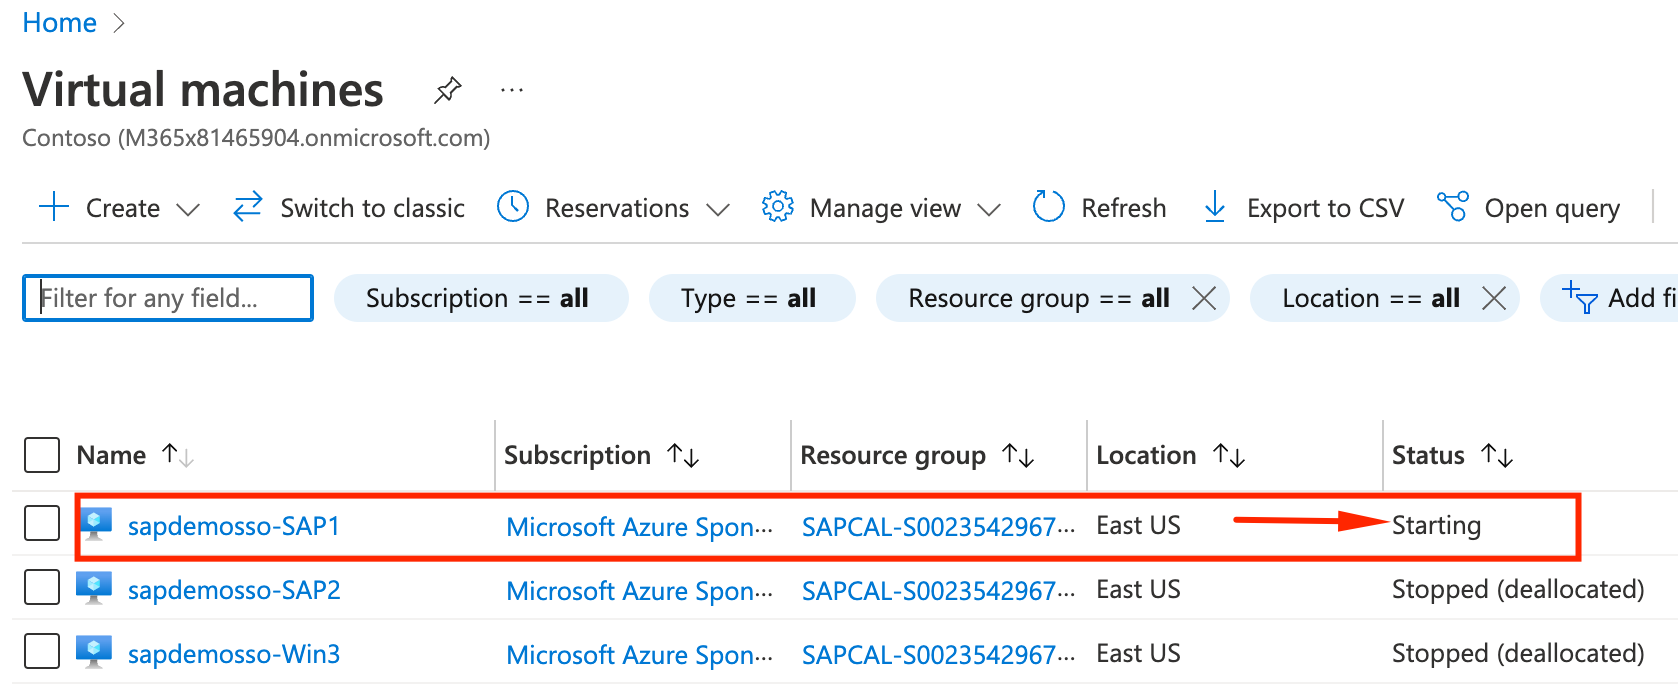 Home
Virtual machines ...
Contoso (M365x81465904.onmicrosoft.com)
Create Switch to classic Reservations Manage view Refresh Export to CSV Open query
Filter for any field... Subscription == all Type == all Resource group == all Location == all Add fi
Name Subscription Resource group Location Status
sapdemosso-SAP1 Microsoft Azure Spon... SAPCAL-S0023542967... East US Starting
sapdemosso-SAP2 Microsoft Azure Spon... SAPCAL-S0023542967... East US Stopped (deallocated)
sapdemosso-Win3 Microsoft Azure Spon... SAPCAL-S0023542967... East US Stopped (deallocated)